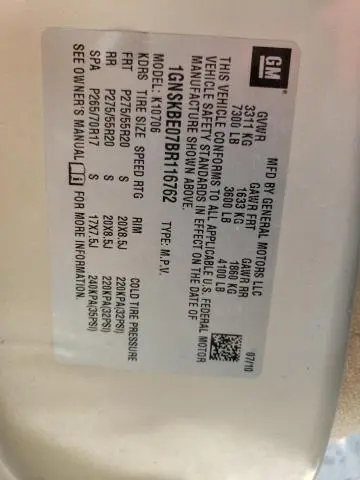 GM
MFD BY GENERAL MOTORS LLC
07/10
GVWR GAWR FRT GAWR RR
3311 KG 1633 KG 1860 KG
7300 LB 3600 LB 4100 LB
THIS VEHICLE CONFORMS TO ALL APPLICABLE U.S. FEDERAL MOTOR
VEHICLE SAFETY STANDARDS IN EFFECT ON THE DATE OF
MANUFACTURE SHOWN ABOVE.
1GNSKBE07BR116762 TYPE: M.P.V.
MODEL: K10706
KDRS TIRE SIZE SPEED RTG RIM COLD TIRE PRESSURE
FRT P275/55R20 S 20X8.5J 220KPA(32PSI)
RR P275/55R20 S 20X8.5J 220KPA(32PSI)
SPA P265/70R17 S 17X7.5J 240KPA(35PSI)
SEE OWNER'S MANUAL FOR MORE INFORMATION.